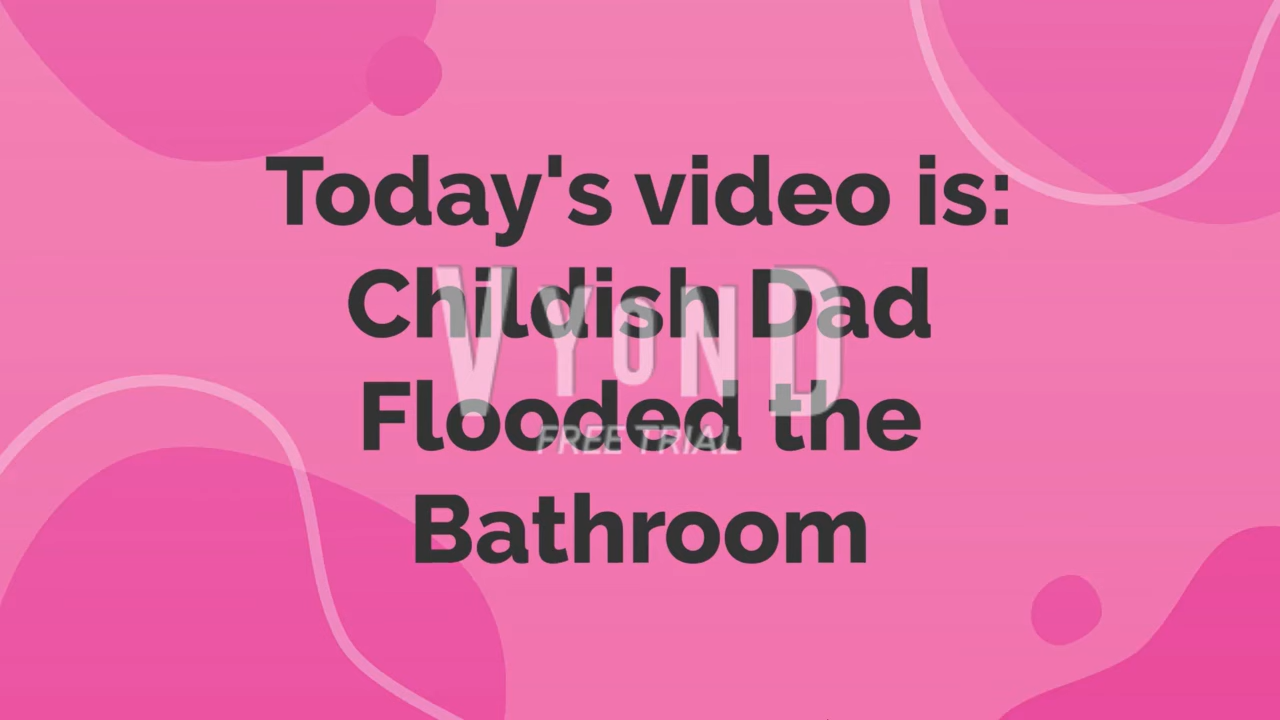 Today's video is:
Childish Dad
VYOND
Flooded the
FREE TRIAL
Bathroom